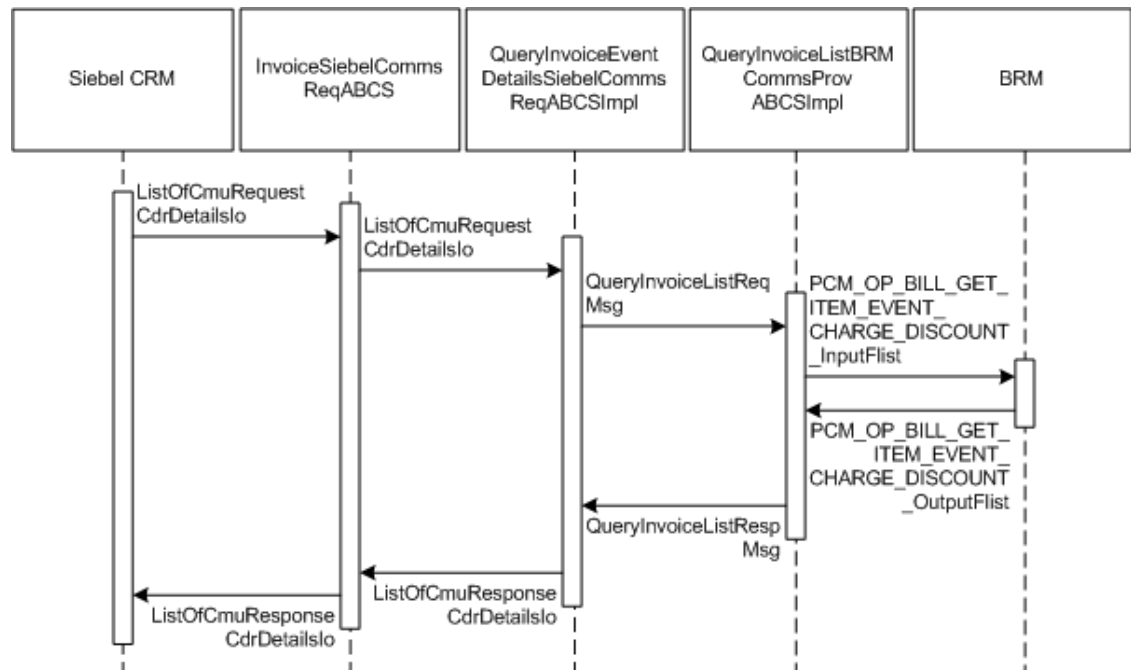 Siebel CRM
InvoiceSiebelComms
ReqABCS
QueryInvoiceEvent
DetailsSiebelComms
ReqABCSImpl
QueryInvoiceListBRM
CommsProv
ABCSImpl
BRM
ListOfCmuRequest
CdrDetailsIo
ListOfCmuRequest
CdrDetailsIo
QueryInvoiceListReq
Msg
PCM_OP_BILL_GET_
ITEM_EVENT_
CHARGE_DISCOUNT
_InputFlist
PCM_OP_BILL_GET_
ITEM_EVENT_
CHARGE_DISCOUNT
_OutputFlist
QueryInvoiceListResp
Msg
ListOfCmuResponse
CdrDetailsIo
ListOfCmuResponse
CdrDetailsIo